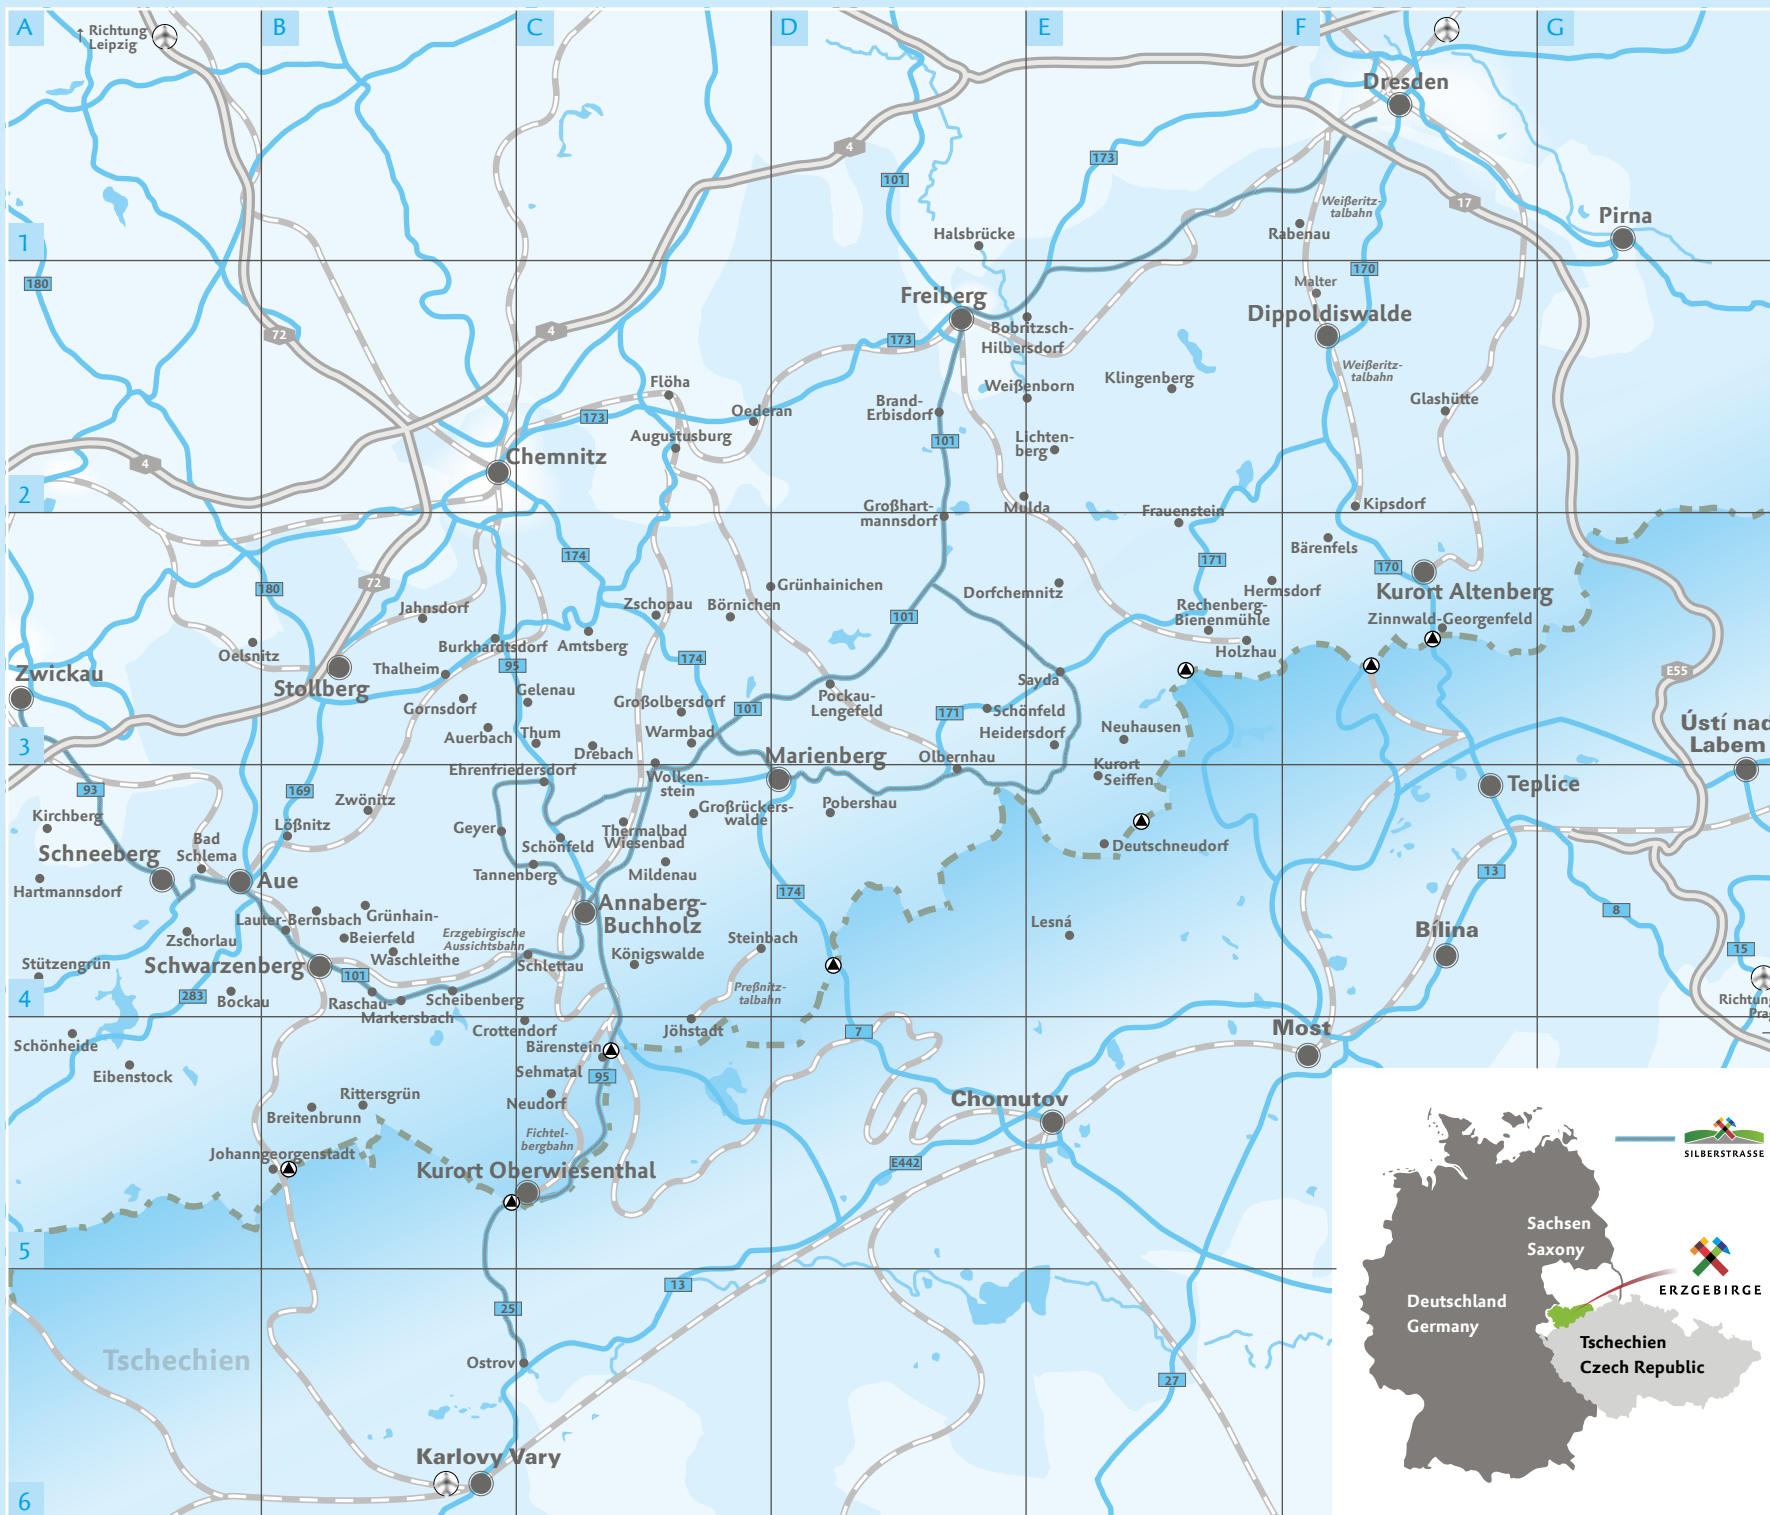 A
B
C
D
E
F
G
↑ Richtung
Leipzig
Dresden
4
173
101
17
Weißeritz-
talbahn
Pirna
Rabenau
Halsbrücke
1
180
170
Malter
Freiberg
Dippoldiswalde
Bobritzsch-
Hilbersdorf
72
4
173
Weißeritz-
talbahn
Flöha
Klingenberg
Weißenborn
Glashütte
173
Oederan
Brand-
Erbisdorf
Augustusburg
101
Lichten-
berg
Chemnitz
4
2
Großhart-
mannsdorf
Mulda
Frauenstein
Kipsdorf
Bärenfels
174
171
170
72
180
Grünhainichen
Dorfchemnitz
Hermsdorf
Kurort Altenberg
Jahnsdorf
Zschopau
Börnichen
101
Rechenberg-
Bienenmühle
Zinnwald-Georgenfeld
Burkhardtsdorf
Amtsberg
Holzhau
Oelsnitz
Thalheim
95
174
Sayda
E55
Zwickau
Stollberg
Gelenau
Gornsdorf
Großolbersdorf
101
Pockau-
Lengefeld
171
Schönfeld
Auerbach
Thum
Warmbad
Heidersdorf
Neuhausen
Ústí nad
Labem
3
Drebach
Marienberg
Olbernhau
Kurort
Seiffen
Ehrenfriedersdorf
Wolken-
stein
Teplice
93
169
Zwönitz
Großrückers-
walde
Pobershau
Kirchberg
Lößnitz
Geyer
Thermalbad
Wiesenbad
Schönfeld
Bad
Schlema
Deutschneudorf
Schneeberg
Tannenberg
Mildenau
13
Hartmannsdorf
Aue
174
Annaberg-
Buchholz
8
Lauter-Bernsbach
Grünhain-
Beierfeld
Lesná
Bílina
Zschorlau
Erzgebirgische
Aussichtsbahn
Steinbach
15
Waschleithe
Königswalde
Stützengrün
Schwarzenberg
101
Schlettau
Preßnitz-
talbahn
4
283
Bockau
Raschau-
Markersbach
Scheibenberg
Richtung
Prag
Crottendorf
Jöhstadt
7
Most
Schönheide
Bärenstein
Eibenstock
Sehmatal
95
Rittersgrün
Neudorf
Chomutov
Breitenbrunn
Fichtel-
bergbahn
Johanngeorgenstadt
E442
Kurort Oberwiesenthal
5
13
25
Tschechien
Ostrov
27
Karlovy Vary
6
SILBERSTRASSE
Sachsen
Saxony
ERZGEBIRGE
Deutschland
Germany
Tschechien
Czech Republic